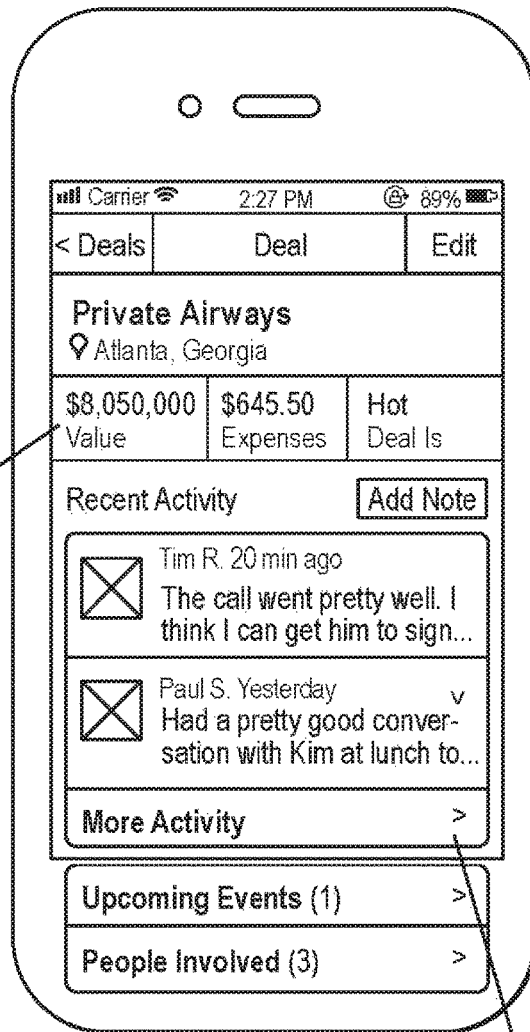 Carrier 2:27 PM 89%
< Deals Deal Edit
Private Airways
Atlanta, Georgia
$8,050,000 $645.50 Hot
Value Expenses Deal Is
Recent Activity Add Note
Tim R. 20 min ago
The call went pretty well. I
think I can get him to sign...
Paul S. Yesterday
Had a pretty good conver-
sation with Kim at lunch to...
More Activity >
Upcoming Events (1) >
People Involved (3) >